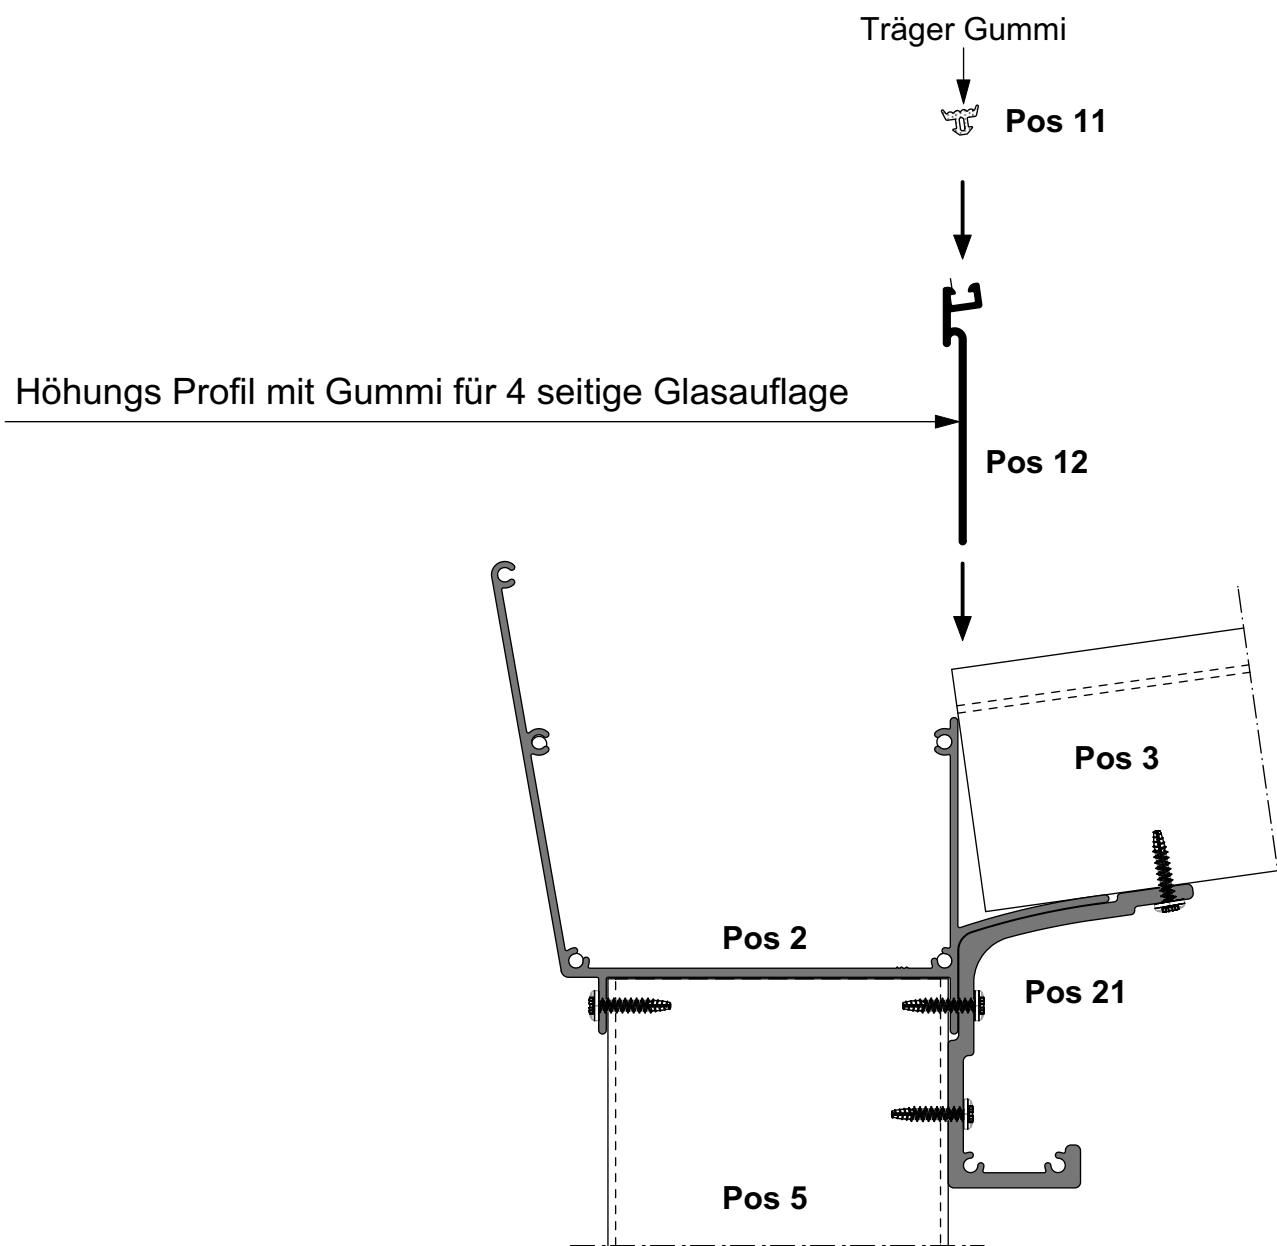 Träger Gummi
Pos 11
Höhungs Profil mit Gummi für 4 seitige Glasauflage
Pos 12
Pos 3
Pos 2
Pos 21
Pos 5